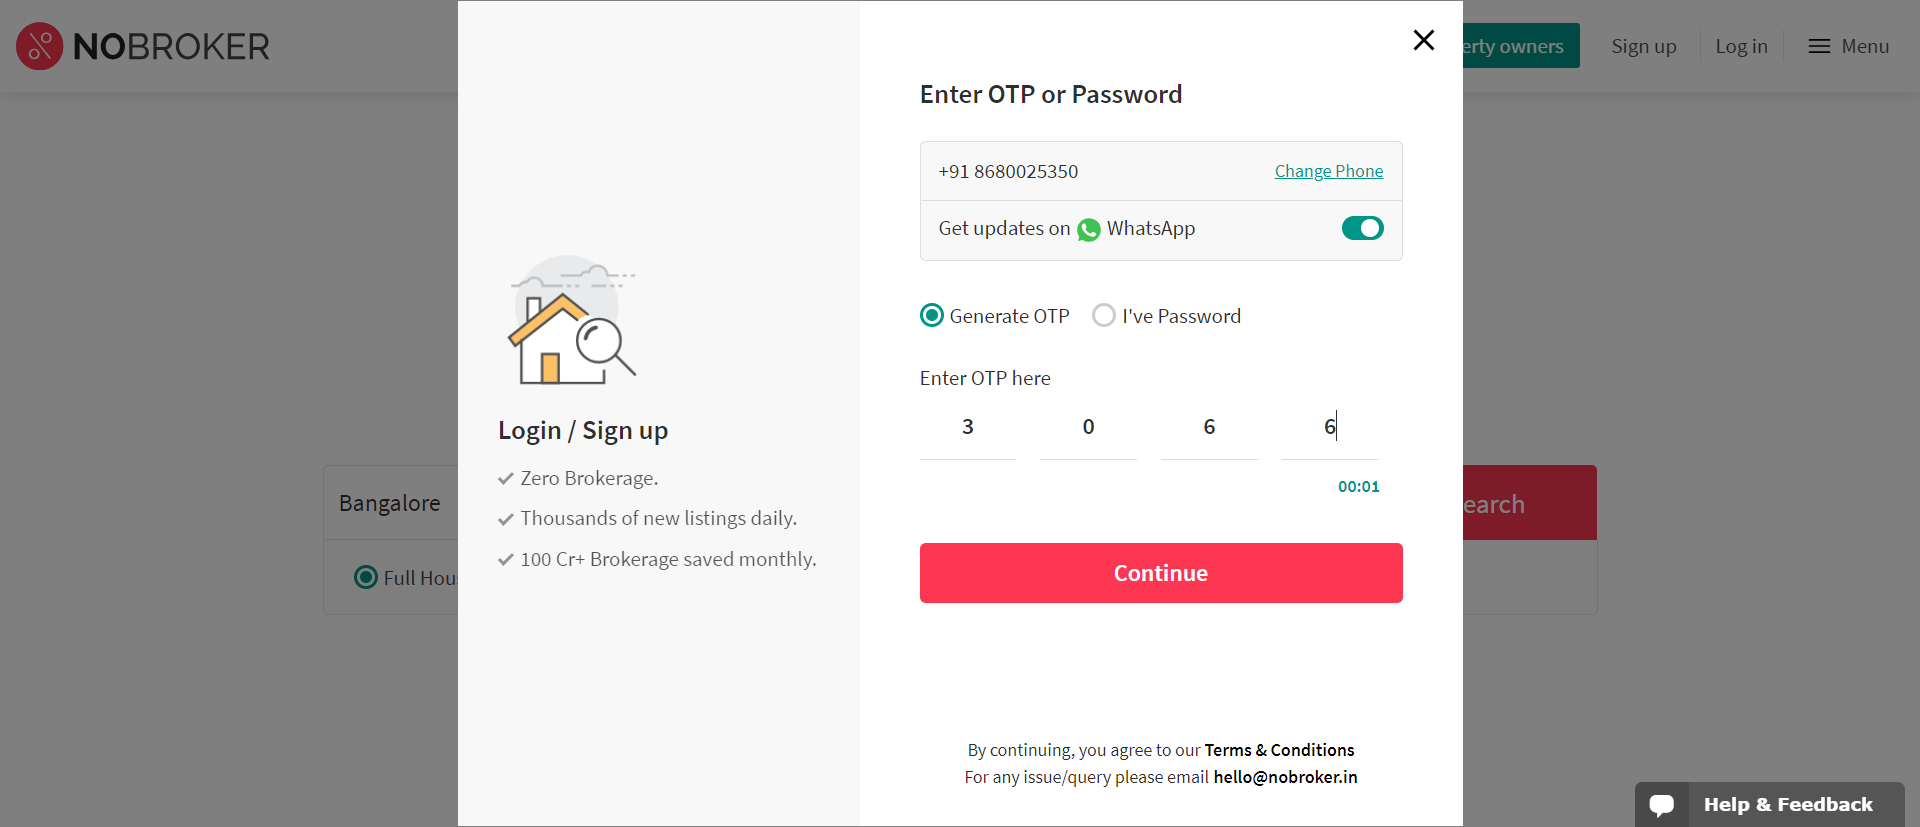 NOBROKER
erty owners
Sign up
Log in
Menu
Enter OTP or Password
+91 8680025350
Change Phone
Get updates on WhatsApp
Generate OTP
I've Password
Enter OTP here
3 0 6 6
00:01
Continue
By continuing, you agree to our Terms & Conditions
For any issue/query please email hello@nobroker.in
Login / Sign up
Zero Brokerage.
Thousands of new listings daily.
100 Cr+ Brokerage saved monthly.
Bangalore
earch
Full Hou
Help & Feedback